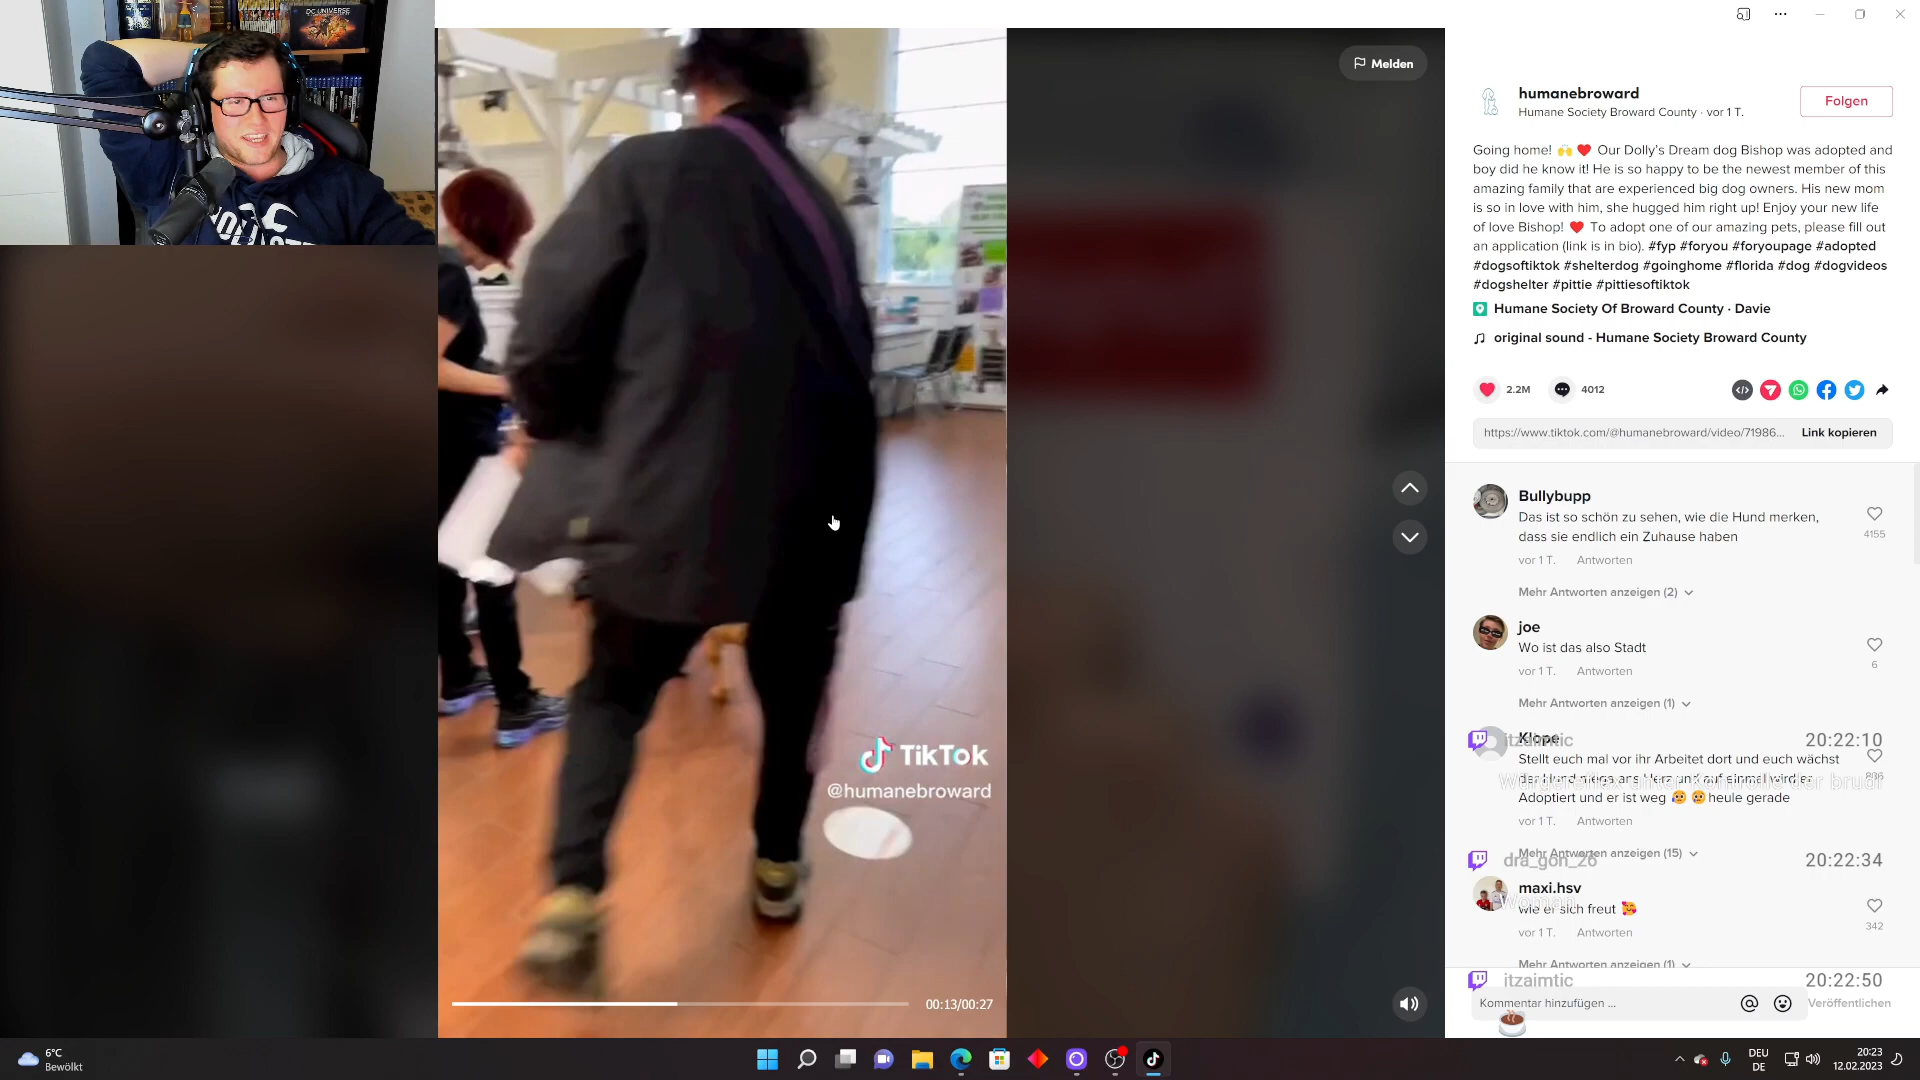 DC UNIVERSE
Melden
humanebroward
Humane Society Broward County · vor 1 T.
Folgen
Going home! 🙌 ❤️ Our Dolly's Dream dog Bishop was adopted and
boy did he know it! He is so happy to be the newest member of this
amazing family that are experienced big dog owners. His new mom
is so in love with him, she hugged him right up! Enjoy your new life
of love Bishop! ❤️ To adopt one of our amazing pets, please fill out
an application (link is in bio). #fyp #foryou #foryoupage #adopted
#dogsoftiktok #shelterdog #goinghome #florida #dog #dogvideos
#dogshelter #pittie #pittiesoftiktok
Humane Society Of Broward County · Davie
original sound - Humane Society Broward County
2.2M
4012
https://www.tiktok.com/@humanebroward/video/71986...
Link kopieren
Bullybupp
Das ist so schön zu sehen, wie die Hund merken,
dass sie endlich ein Zuhause haben
4155
vor 1 T. Antworten
Mehr Antworten anzeigen (2)
joe
Wo ist das also Stadt
6
vor 1 T. Antworten
Mehr Antworten anzeigen (1)
Klope
itzaimtic
20:22:10
Stellt euch mal vor ihr Arbeitet dort und euch wächst
der Hund mega ans Herz und auf einmal wird er
Adoptiert und er ist weg 😥 😢 heule gerade
vor 1 T. Antworten
Mehr Antworten anzeigen (15)
dra_gon_26
20:22:34
maxi.hsv
wie er sich freut 🥰
342
vor 1 T. Antworten
Mehr Antworten anzeigen (1)
itzaimtic
20:22:50
Kommentar hinzufügen ...
Veröffentlichen
TikTok
@humanebroward
00:13/00:27
6°C
Bewölkt
DEU
DE
20:23
12.02.2023